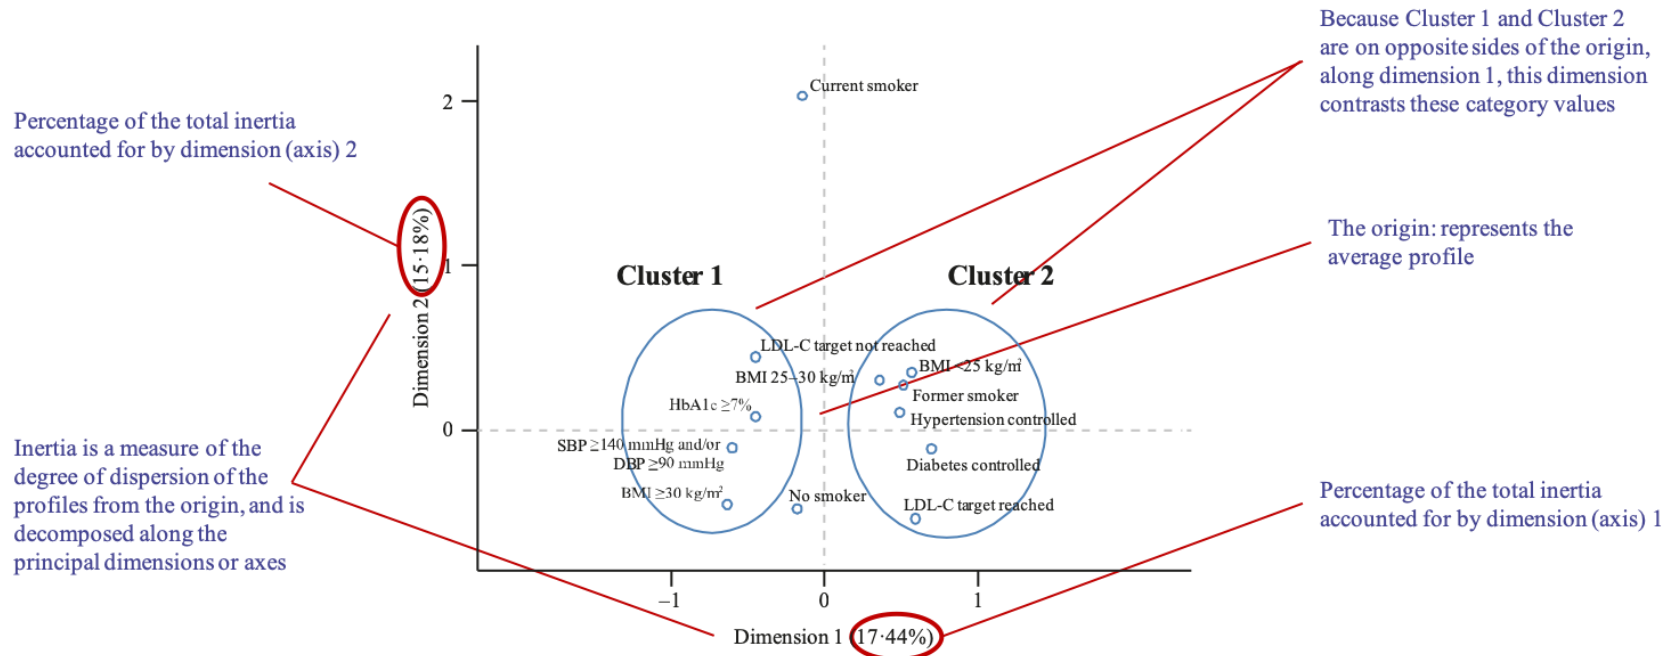 Because Cluster 1 and Cluster 2
are on opposite sides of the origin,
along dimension 1, this dimension
contrasts these category values
Percentage of the total inertia
accounted for by dimension (axis) 2
The origin: represents the
average profile
Inertia is a measure of the
degree of dispersion of the
profiles from the origin, and is
decomposed along the
principal dimensions or axes
Percentage of the total inertia
accounted for by dimension (axis) 1
Dimension 2 (15·18%)
2
1
0
Current smoker
Cluster 1
Cluster 2
LDL-C target not reached
BMI <25 kg/m²
BMI 25–30 kg/m²
Former smoker
HbA1c ≥7%
Hypertension controlled
SBP ≥140 mmHg and/or
DBP ≥90 mmHg
Diabetes controlled
BMI ≥30 kg/m²
No smoker
LDL-C target reached
–1
0
1
Dimension 1 (17·44%)